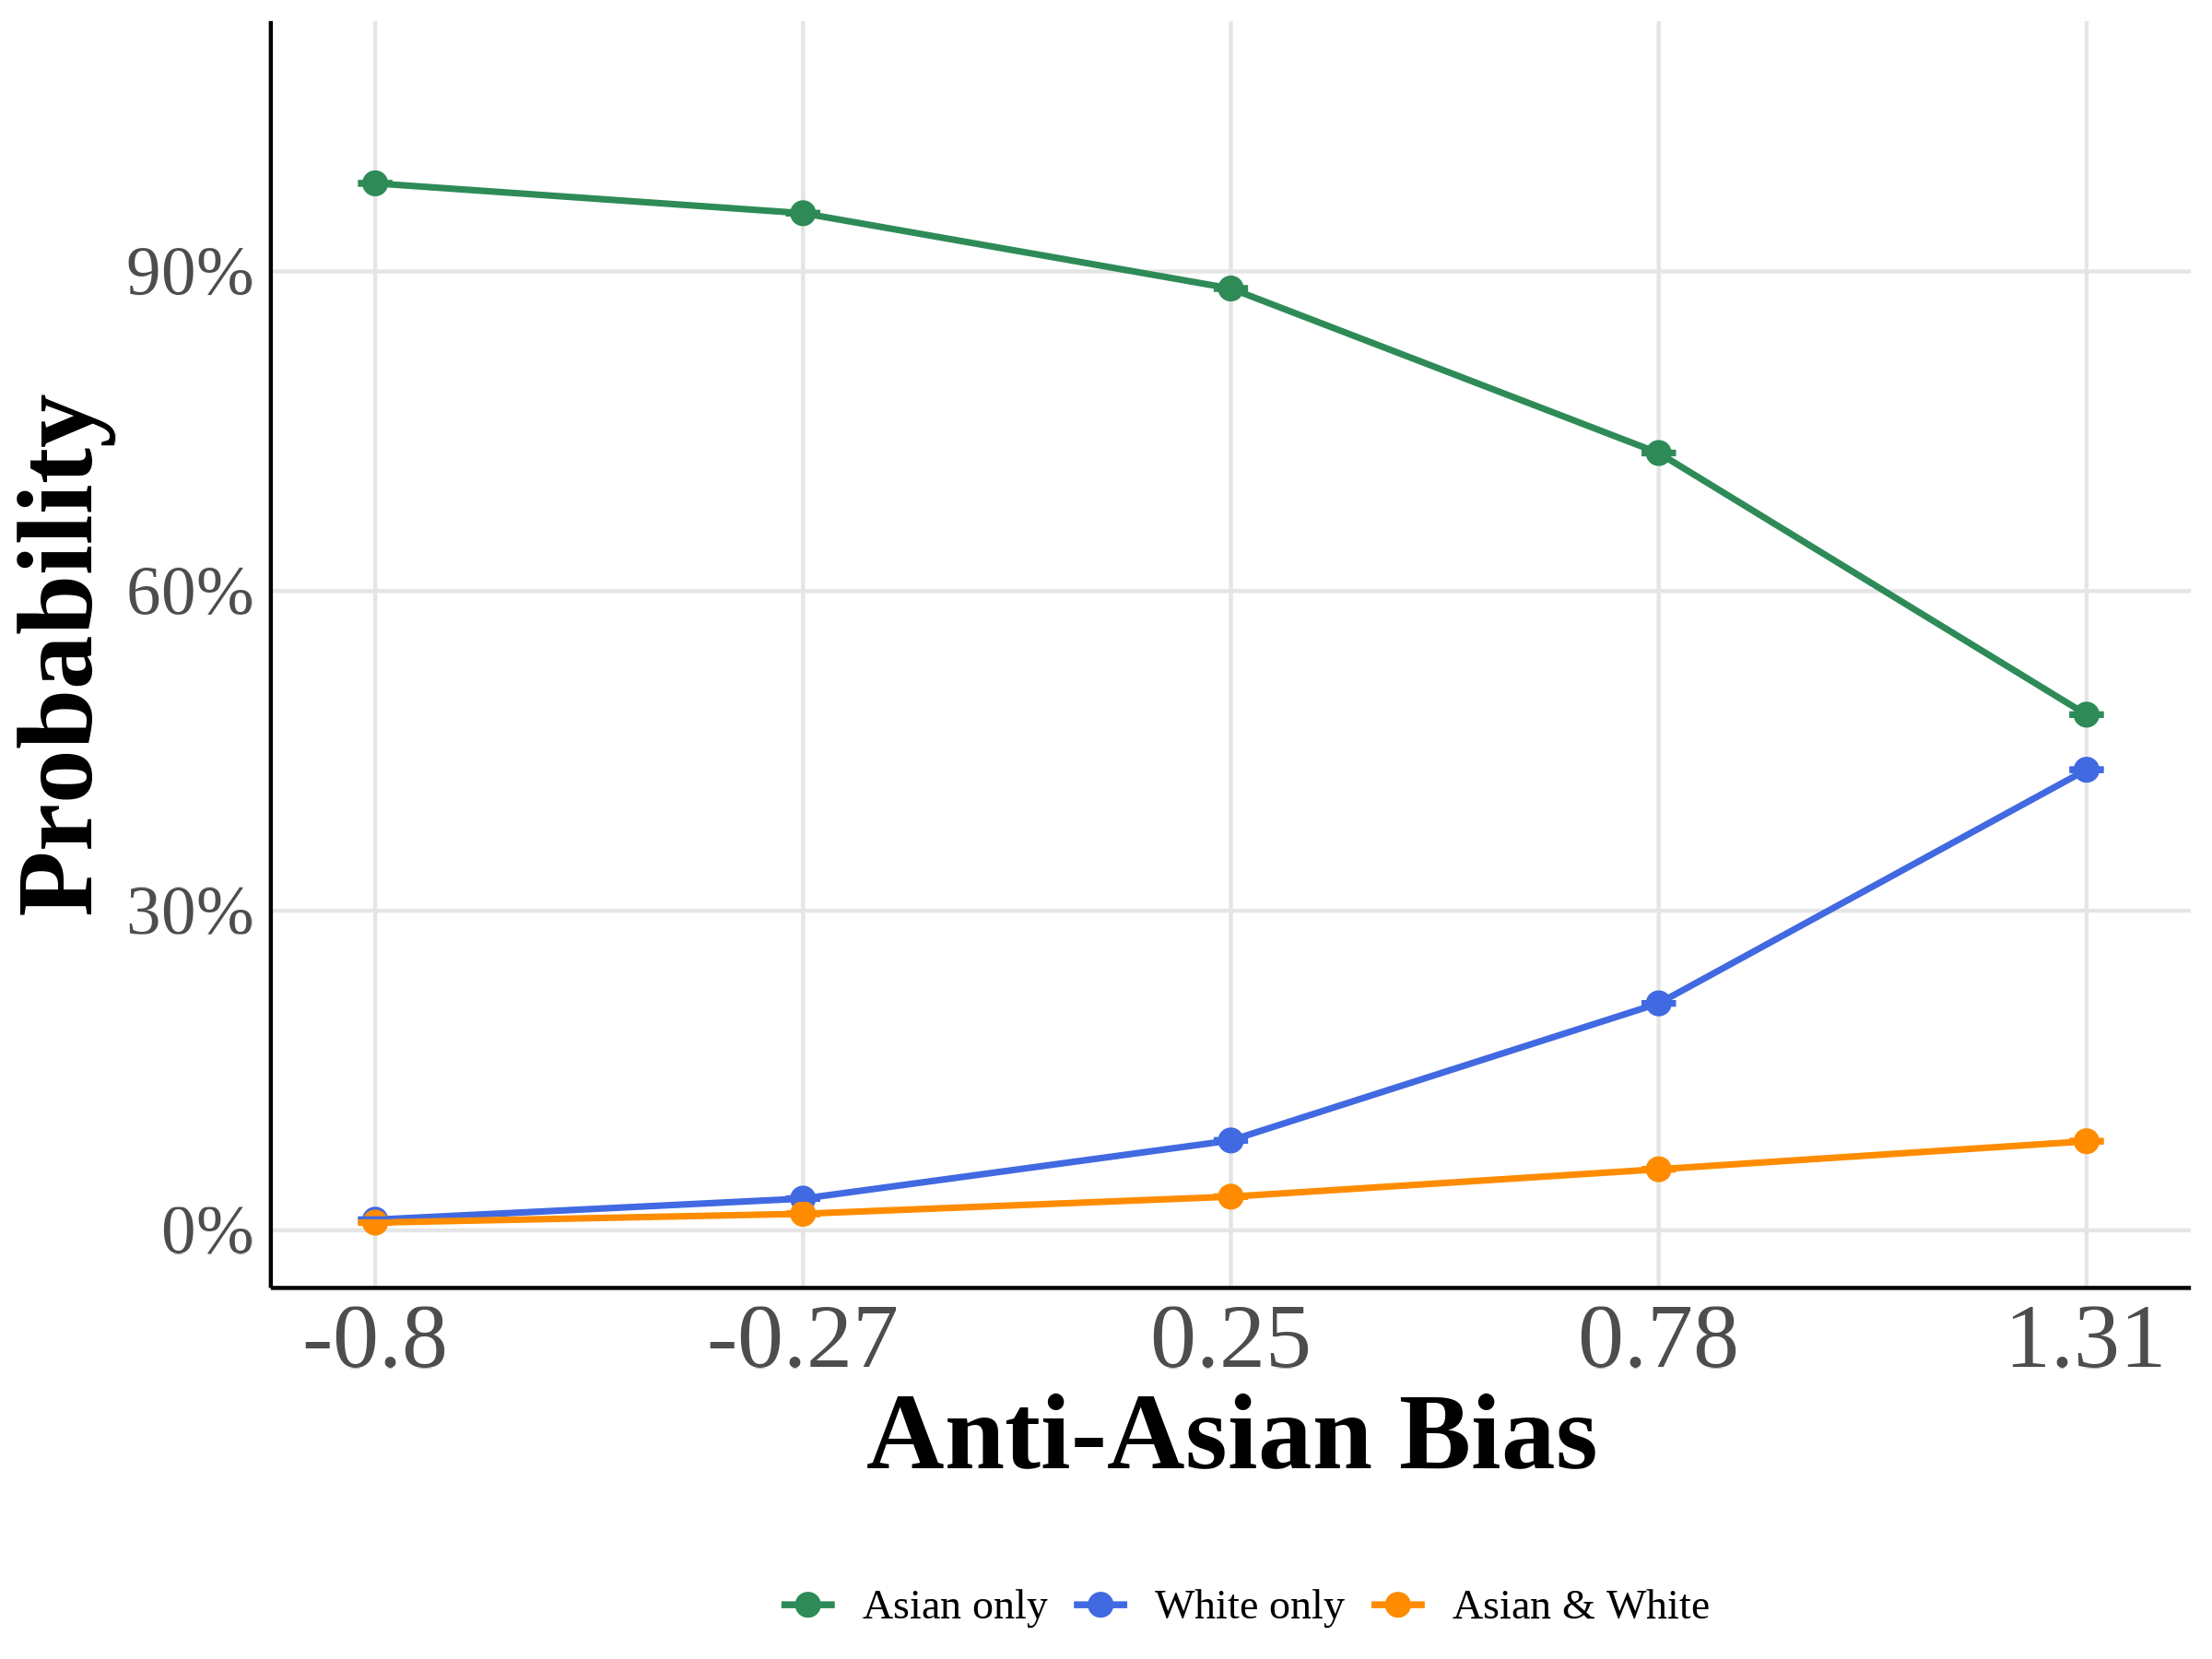 Probability
90%
60%
30%
0%
-0.8 -0.27 0.25 0.78 1.31
Anti-Asian Bias
Asian only White only Asian & White